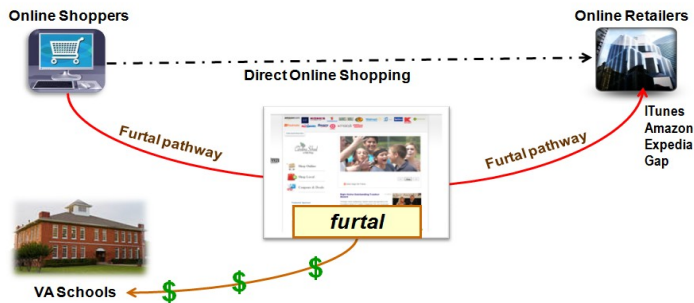 Online Shoppers
Online Retailers
Direct Online Shopping
Furtal pathway
Furtal pathway
ITunes
Amazon
Expedia
Gap
furtal
VA Schools
$
$
$